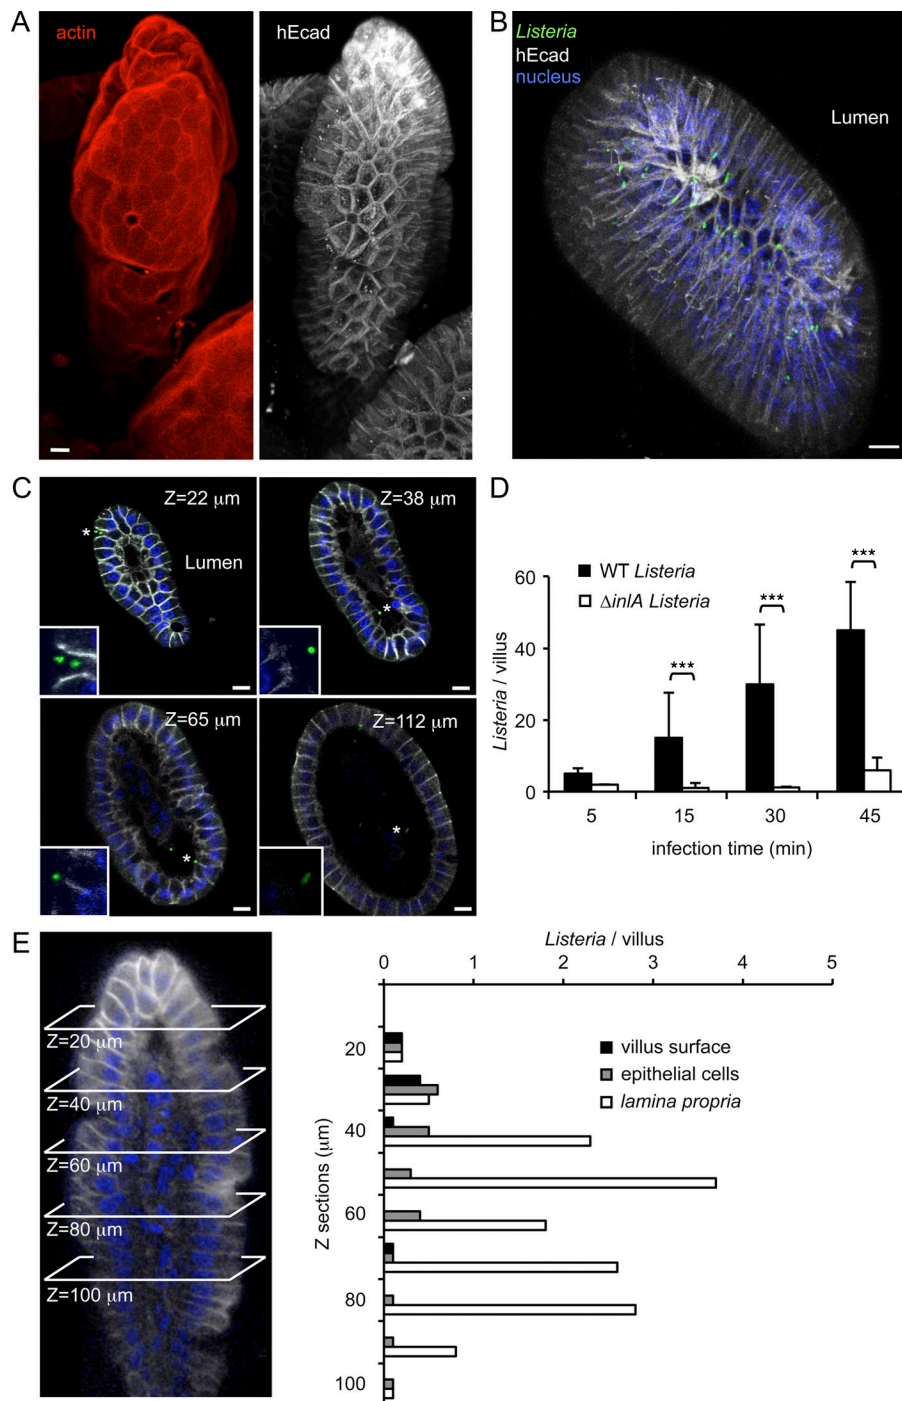 A
actin
hEcad
B
Listeria
hEcad
nucleus
Lumen
C
Z=22 μm
*
Lumen
Z=38 μm
*
Z=65 μm
*
Z=112 μm
*
D
WT Listeria
ΔinlA Listeria
***
***
***
Listeria / villus
60
40
20
0
5
15
30
45
infection time (min)
E
Z=20 μm
Z=40 μm
Z=60 μm
Z=80 μm
Z=100 μm
Listeria / villus
0
1
2
3
4
5
villus surface
epithelial cells
lamina propria
Z sections (μm)
20
40
60
80
100